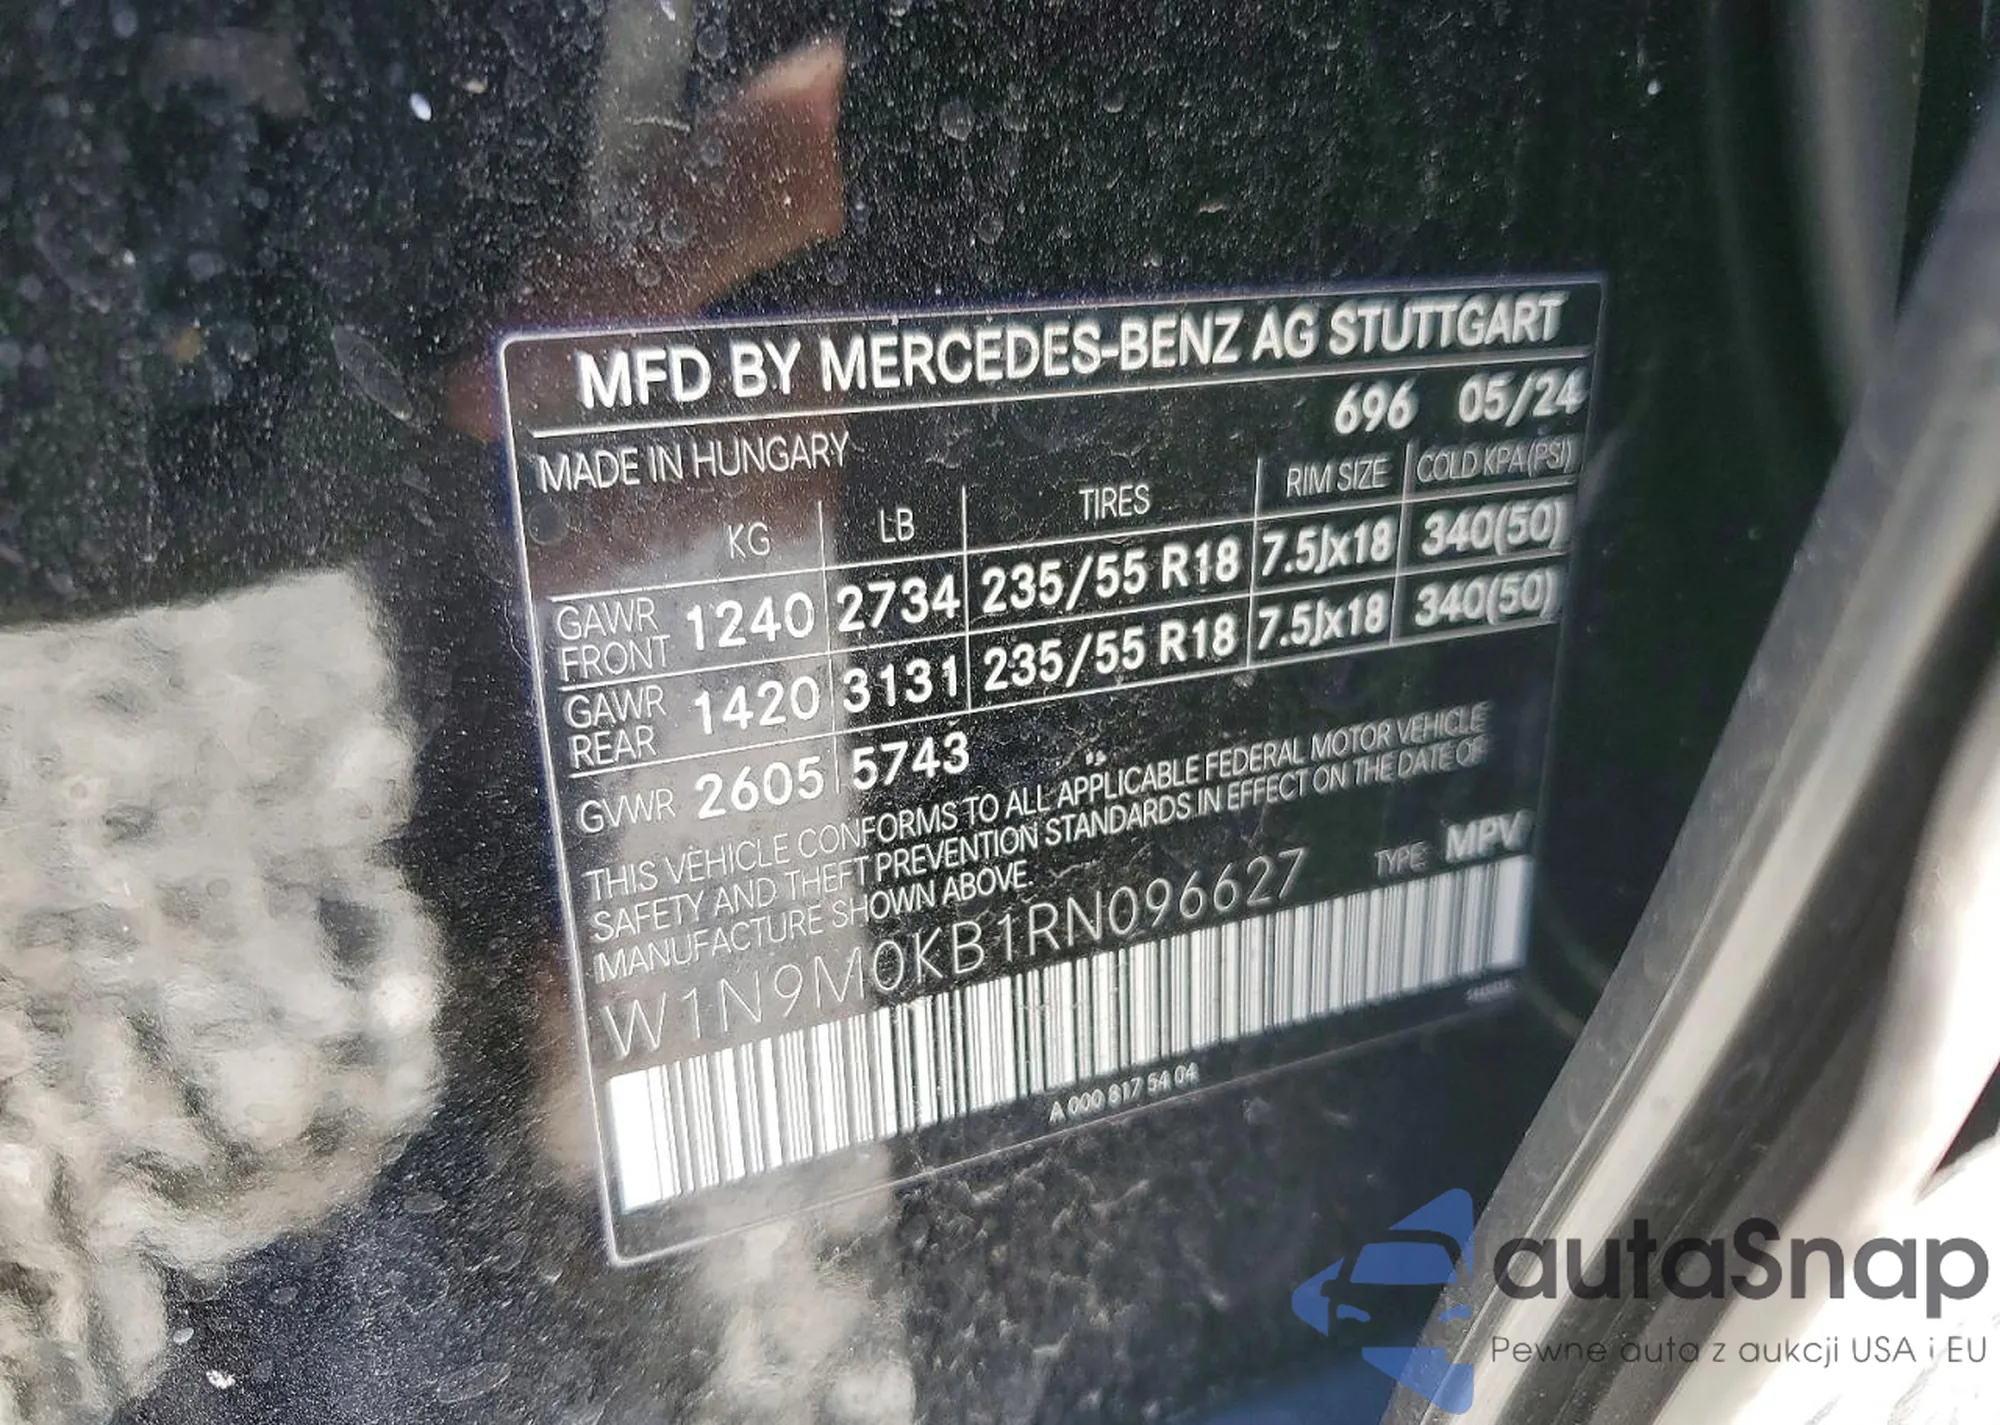 MFD BY MERCEDES-BENZ AG STUTTGART
696 05/24
MADE IN HUNGARY
KG LB TIRES RIM SIZE COLD KPA(PSI)
GAWR FRONT 1240 2734 235/55 R18 7.5Jx18 340(50)
GAWR REAR 1420 3131 235/55 R18 7.5Jx18 340(50)
GVWR 2605 5743
THIS VEHICLE CONFORMS TO ALL APPLICABLE FEDERAL MOTOR VEHICLE
SAFETY AND THEFT PREVENTION STANDARDS IN EFFECT ON THE DATE OF
MANUFACTURE SHOWN ABOVE.
W1N9M0KB1RN096627 TYPE MPV
A 000 817 54 04
autaSnap
Pewne auta z aukcji USA i EU